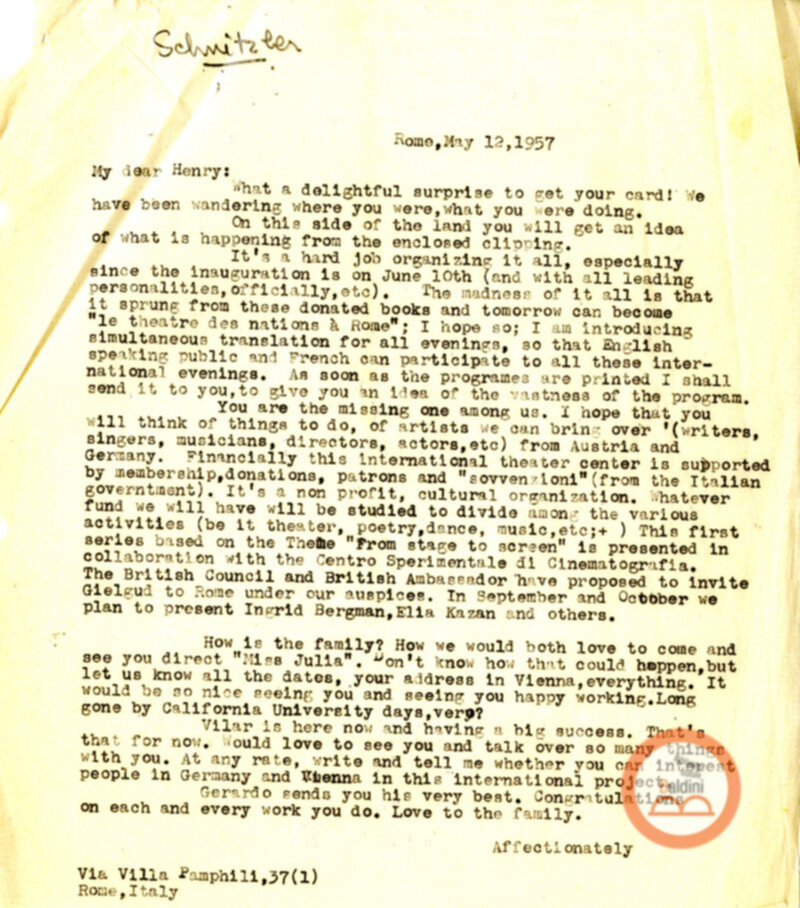 Schnitzler
Rome,May 12,1957
My dear Henry:
What a delightful surprise to get your card! We
have been wandering where you were,what you were doing.
On this side of the land you will get an idea
of what is happening from the enclosed clipping.
It's a hard job organizing it all, especially
since the inauguration is on June 10th (and with all leading
personalities,officially,etc). The madness of it all is that
it sprung from these donated books and tomorrow can become
"le theatre des nations à Rome"; I hope so; I am introducing
simultaneous translation for all evenings, so that English
speaking public and French can participate to all these inter-
national evenings. As soon as the programes are printed I shall
send it to you,to give you an idea of the vastness of the program.
You are the missing one among us. I hope that you
will think of things to do, of artists we can bring over '(writers,
singers, musicians, directors, actors,etc) from Austria and
Germany. Financially this international theater center is supported
by membership,donations, patrons and "sovvenzioni"(from the Italian
governtment). It's a non profit, cultural organization. Whatever
fund we will have will be studied to divide among the various
activities (be it theater, poetry,dance, music,etc;+ ) This first
series based on the Theme "From stage to screen" is presented in
collaboration with the Centro Sperimentale di Cinematografia.
The British Council and British Ambassador have proposed to invite
Gielgud to Rome under our auspices. In September and October we
plan to present Ingrid Bergman,Elia Kazan and others.
How is the family? How we would both love to come and
see you direct "Miss Julia". Don't know how that could happen,but
let us know all the dates, your address in Vienna,everything. It
would be so nice seeing you and seeing you happy working.Long
gone by California University days,vero?
Vilar is here now and having a big success. That's
that for now. Would love to see you and talk over so many things
with you. At any rate, write and tell me whether you can interest
people in Germany and Vienna in this international project.
Gerardo sends you his very best. Congratulations
on each and every work you do. Love to the family.
Affectionately
Via Villa Pamphili,37(1)
Rome,Italy
aldini